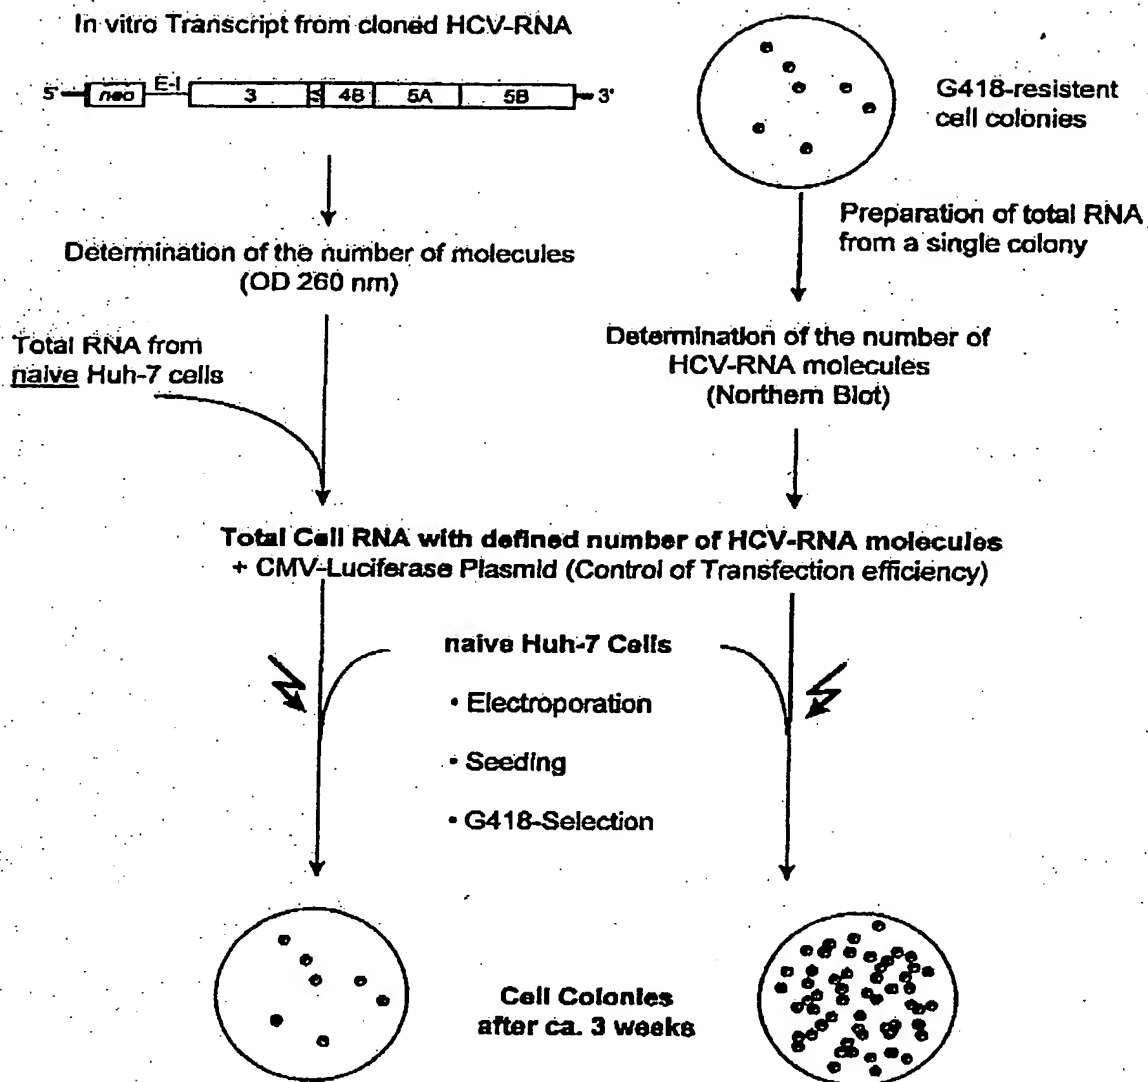 In vitro Transcript from cloned HCV-RNA
5' neo E-I 3 4B 5A 5B 3'
G418-resistent
cell colonies
Preparation of total RNA
from a single colony
Determination of the number of molecules
(OD 260 nm)
Total RNA from
naive Huh-7 cells
Determination of the number of
HCV-RNA molecules
(Northern Blot)
Total Cell RNA with defined number of HCV-RNA molecules
+ CMV-Luciferase Plasmid (Control of Transfection efficiency)
naive Huh-7 Cells
• Electroporation
• Seeding
• G418-Selection
Cell Colonies
after ca. 3 weeks